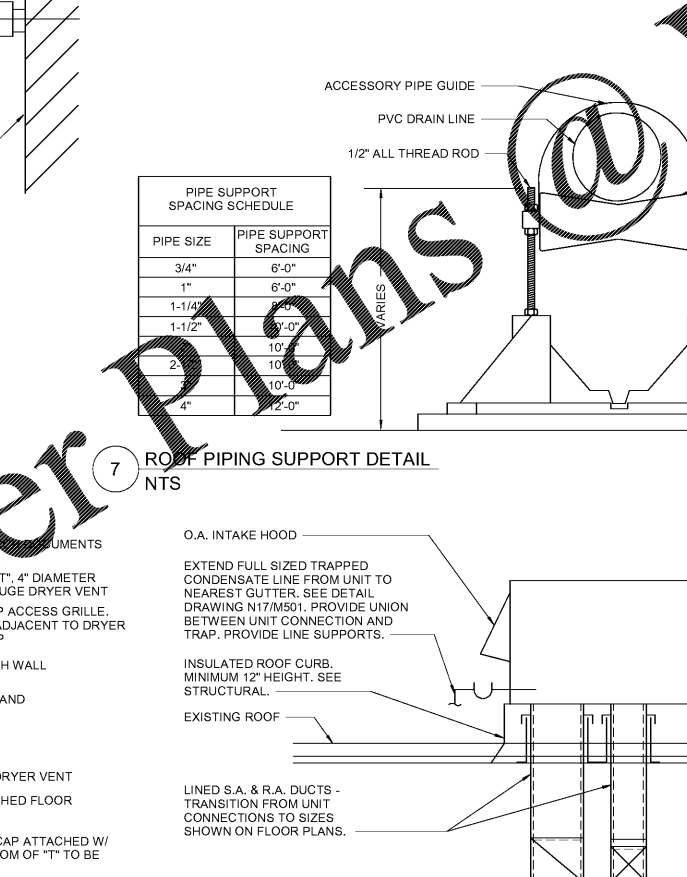 ACCESSORY PIPE GUIDE
PVC DRAIN LINE
1/2" ALL THREAD ROD
PIPE SUPPORT
SPACING SCHEDULE
PIPE SIZE
PIPE SUPPORT
SPACING
3/4" 6'-0"
1" 6'-0"
1-1/4"
1-1/2"
10'-0"
10'-0"
4" 12'-0"
VARIES
@
er Plans
7 ROOF PIPING SUPPORT DETAIL
NTS
DOCUMENTS
T", 4" DIAMETER
UGE DRYER VENT
P ACCESS GRILLE.
ADJACENT TO DRYER
P
H WALL
AND
DRYER VENT
HED FLOOR
CAP ATTACHED W/
OM OF "T" TO BE
O.A. INTAKE HOOD
EXTEND FULL SIZED TRAPPED
CONDENSATE LINE FROM UNIT TO
NEAREST GUTTER. SEE DETAIL
DRAWING N17/M501. PROVIDE UNION
BETWEEN UNIT CONNECTION AND
TRAP. PROVIDE LINE SUPPORTS.
INSULATED ROOF CURB.
MINIMUM 12" HEIGHT. SEE
STRUCTURAL.
EXISTING ROOF
LINED S.A. & R.A. DUCTS -
TRANSITION FROM UNIT
CONNECTIONS TO SIZES
SHOWN ON FLOOR PLANS.